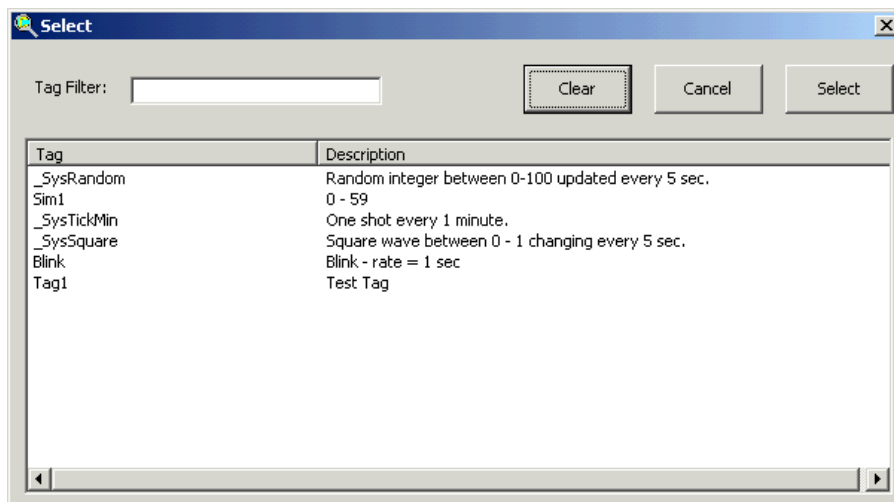 Select
Tag Filter: Clear Cancel Select
Tag Description
_SysRandom Random integer between 0-100 updated every 5 sec.
Sim1 0 - 59
_SysTickMin One shot every 1 minute.
_SysSquare Square wave between 0 - 1 changing every 5 sec.
Blink Blink - rate = 1 sec
Tag1 Test Tag